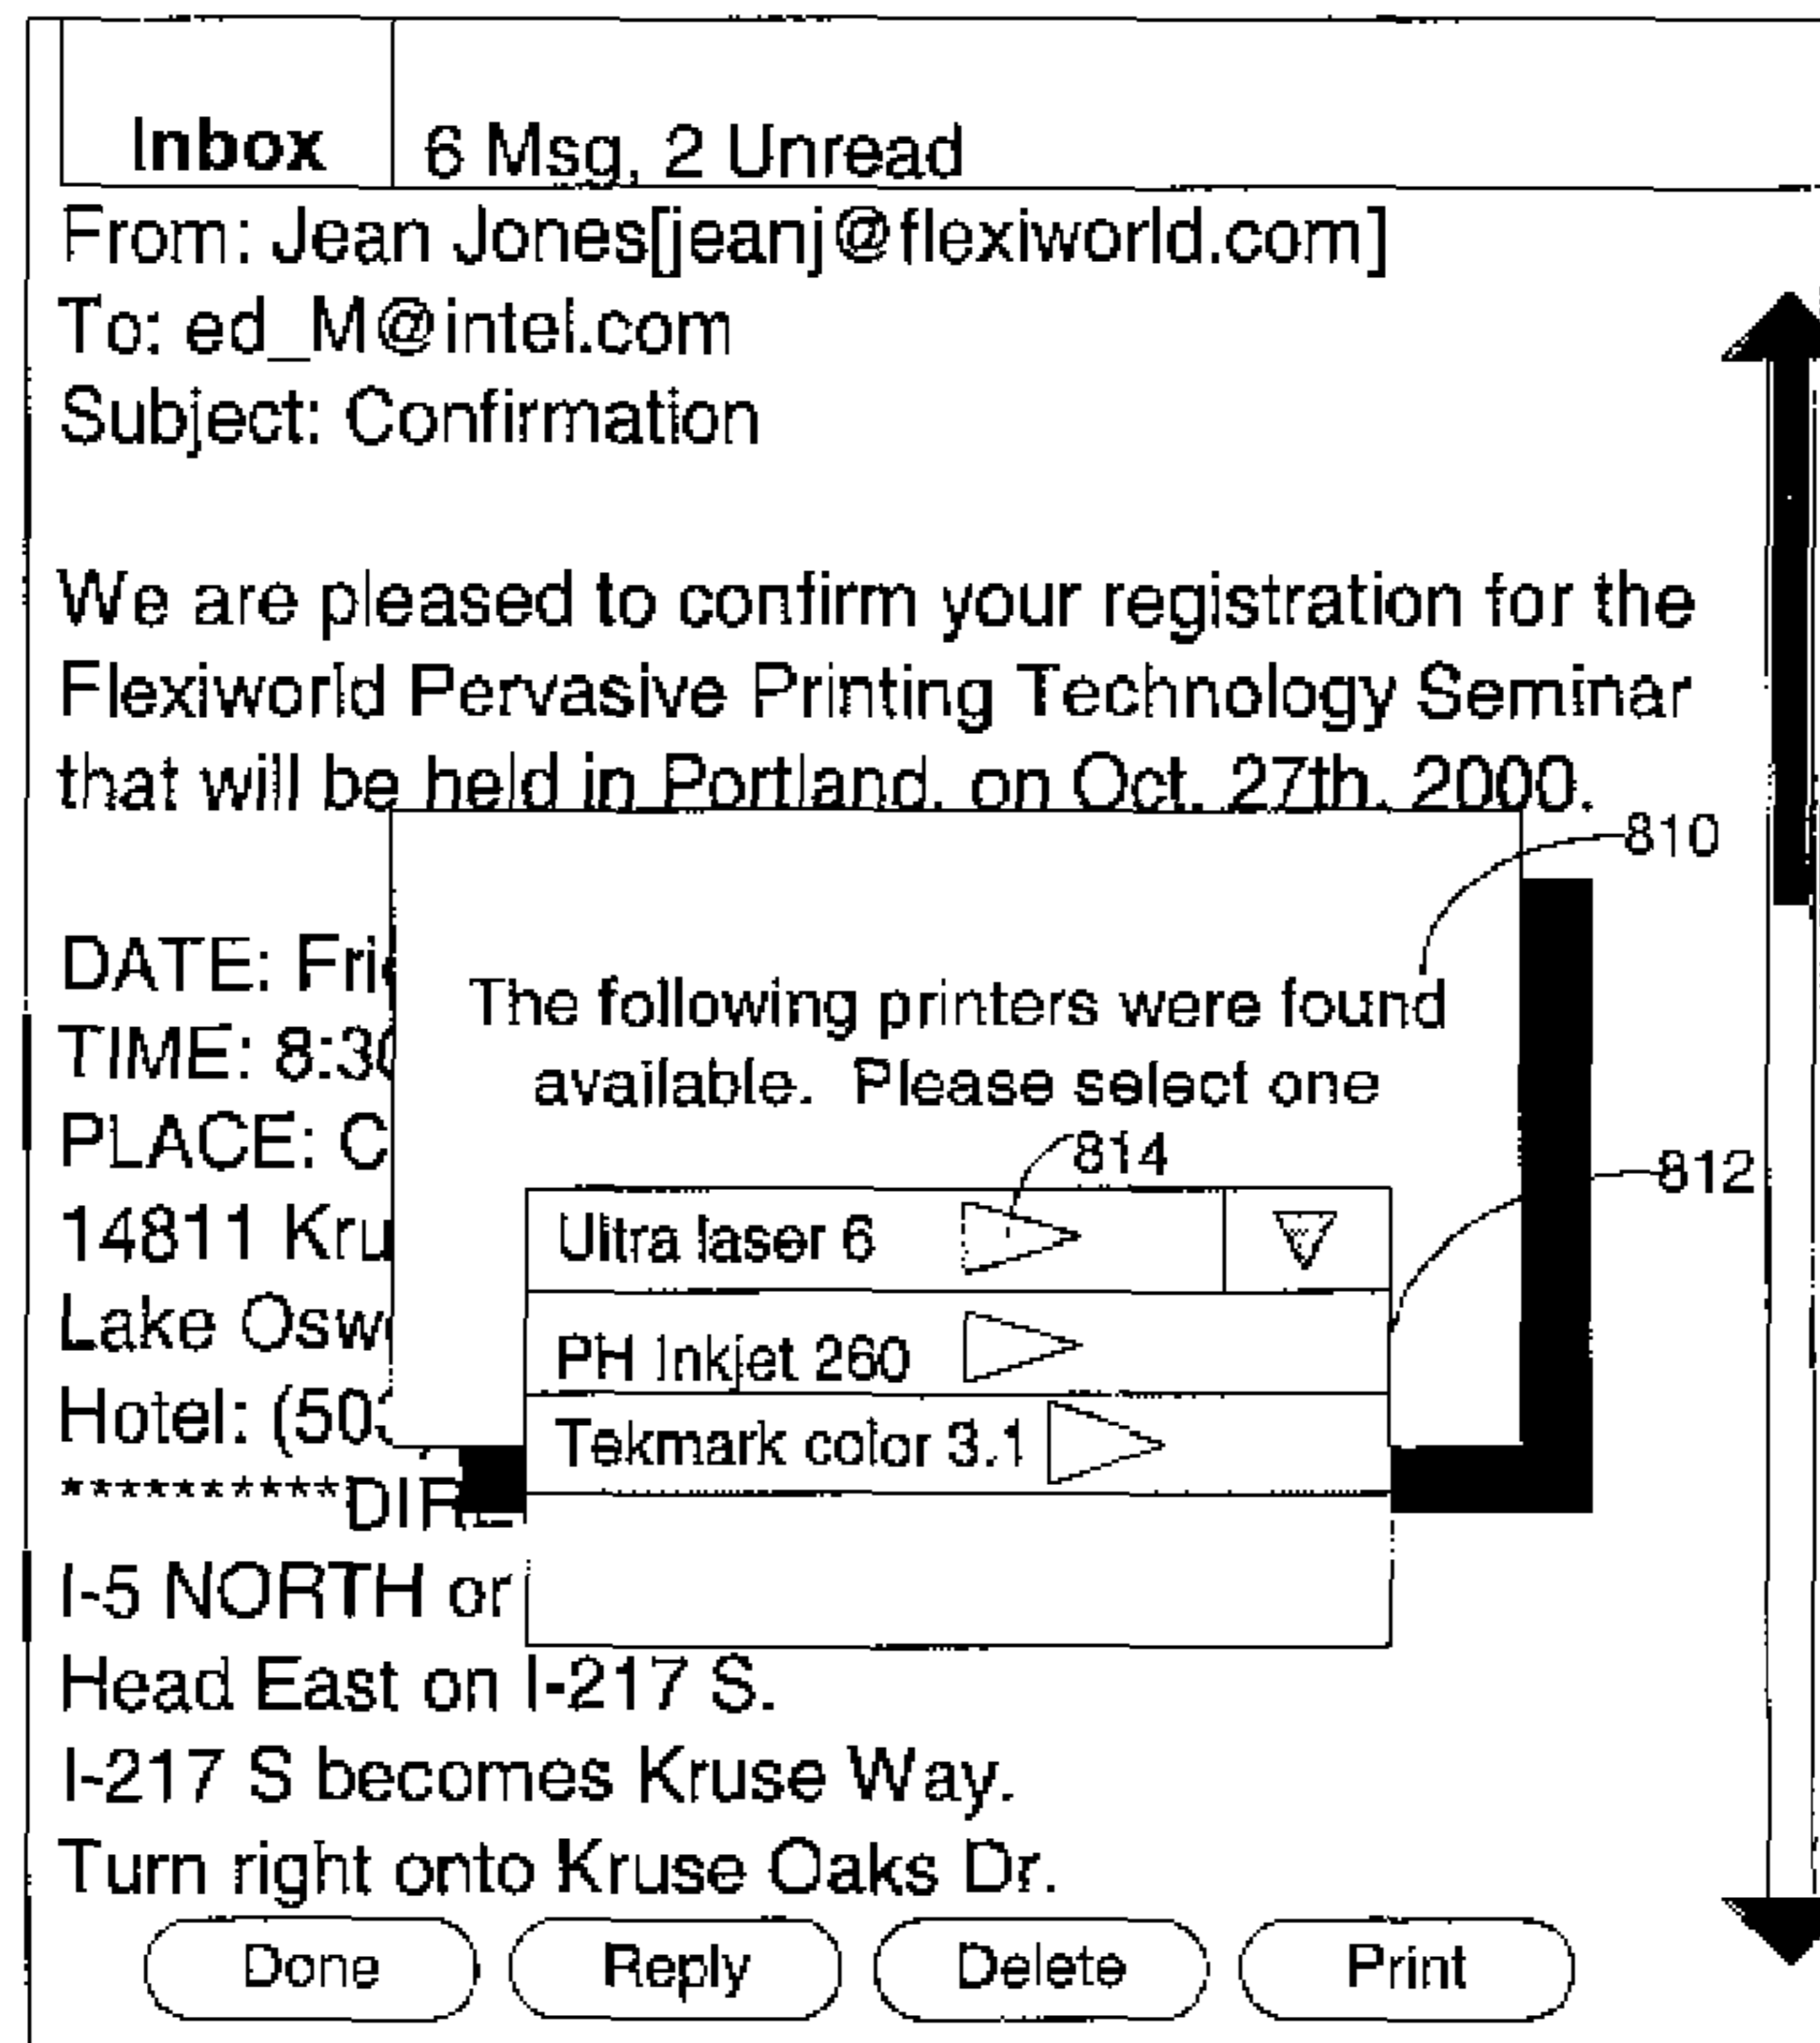 Inbox 6 Msg, 2 Unread
From: Jean Jones[jeanj@flexiworld.com]
To: ed_M@intel.com
Subject: Confirmation
We are pleased to confirm your registration for the
Flexiworld Pervasive Printing Technology Seminar
that will be held in Portland, on Oct. 27th, 2000.
810
DATE: Fri
The following printers were found
TIME: 8:30
available. Please select one
PLACE: C
814
812
14811 Kru
Ultra laser 6
Lake Osw
PH Inkjet 260
Hotel: (503
Tekmark color 3.1
**********DIR
I-5 NORTH or
Head East on I-217 S.
I-217 S becomes Kruse Way.
Turn right onto Kruse Oaks Dr.
Done Reply Delete Print